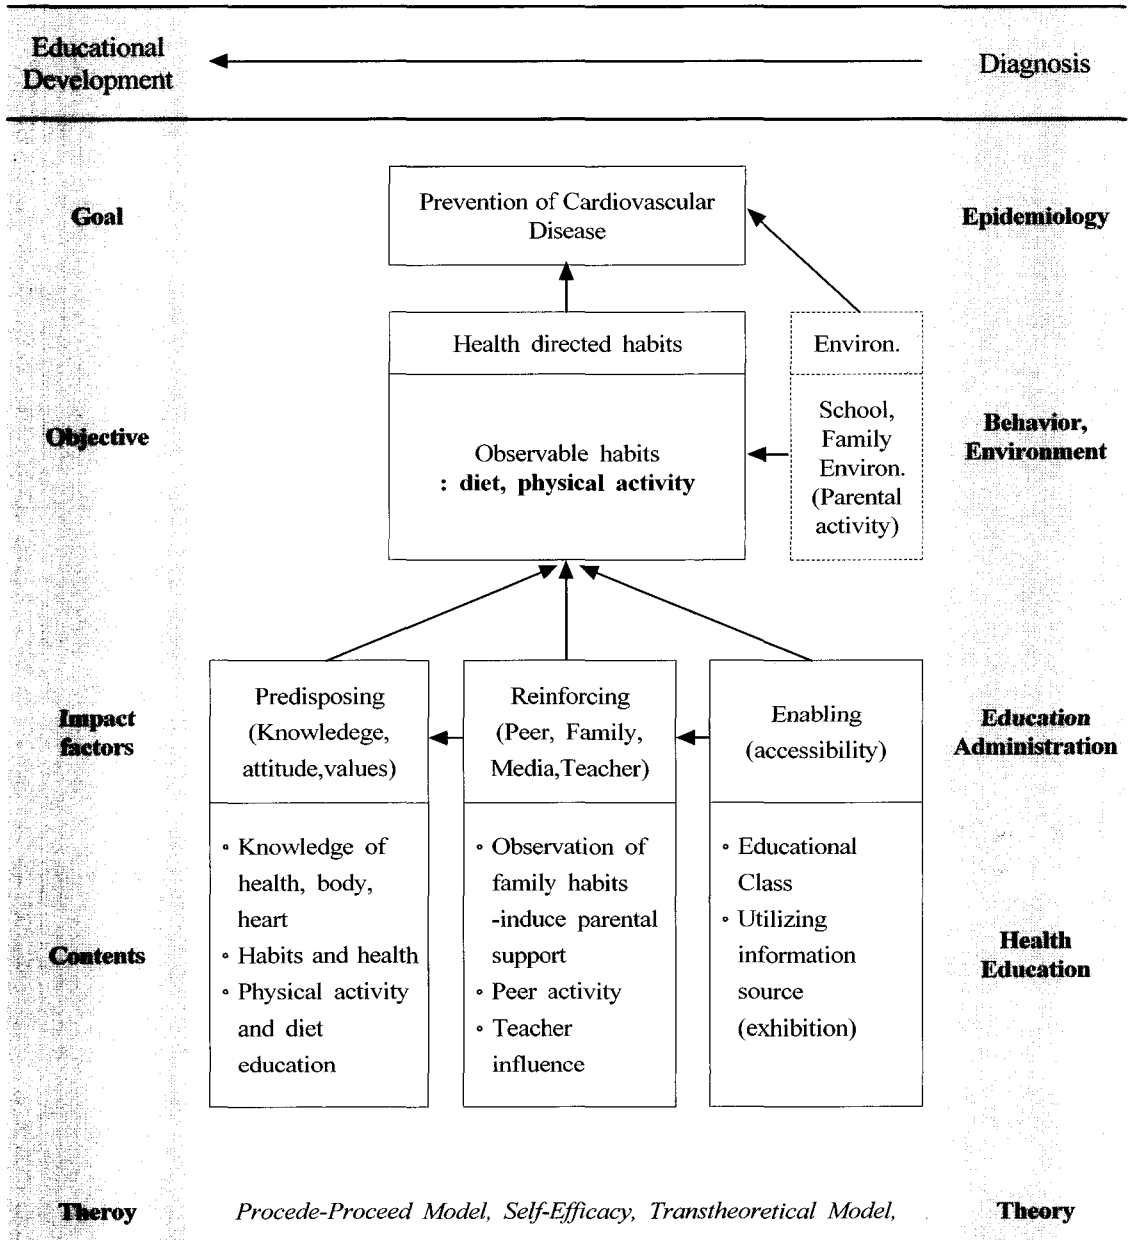 Educational
Development
Diagnosis
Goal
Prevention of Cardiovascular
Disease
Epidemiology
Health directed habits
Environ.
Objective
Observable habits
: diet, physical activity
School,
Family
Environ.
(Parental
activity)
Behavior,
Environment
Impact
factors
Predisposing
(Knowledege,
attitude,values)
Reinforcing
(Peer, Family,
Media,Teacher)
Enabling
(accessibility)
Education
Administration
Contents
∘ Knowledge of
health, body,
heart
∘ Habits and health
∘ Physical activity
and diet
education
∘ Observation of
family habits
-induce parental
support
∘ Peer activity
∘ Teacher
influence
∘ Educational
Class
∘ Utilizing
information
source
(exhibition)
Health
Education
Theroy
Procede-Proceed Model, Self-Efficacy, Transtheoretical Model,
Theory